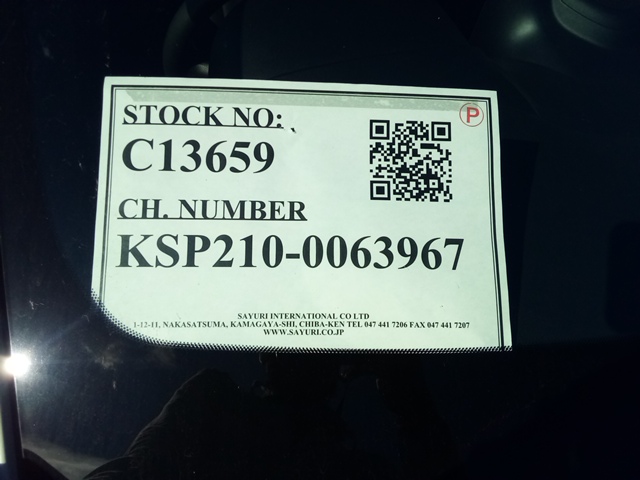 STOCK NO:
P
C13659
CH. NUMBER
KSP210-0063967
SAYURI INTERNATIONAL CO LTD
1-12-11, NAKASATSUMA, KAMAGAYA-SHI, CHIBA-KEN TEL 047 441 7206 FAX 047 441 7207
WWW.SAYURI.CO.JP